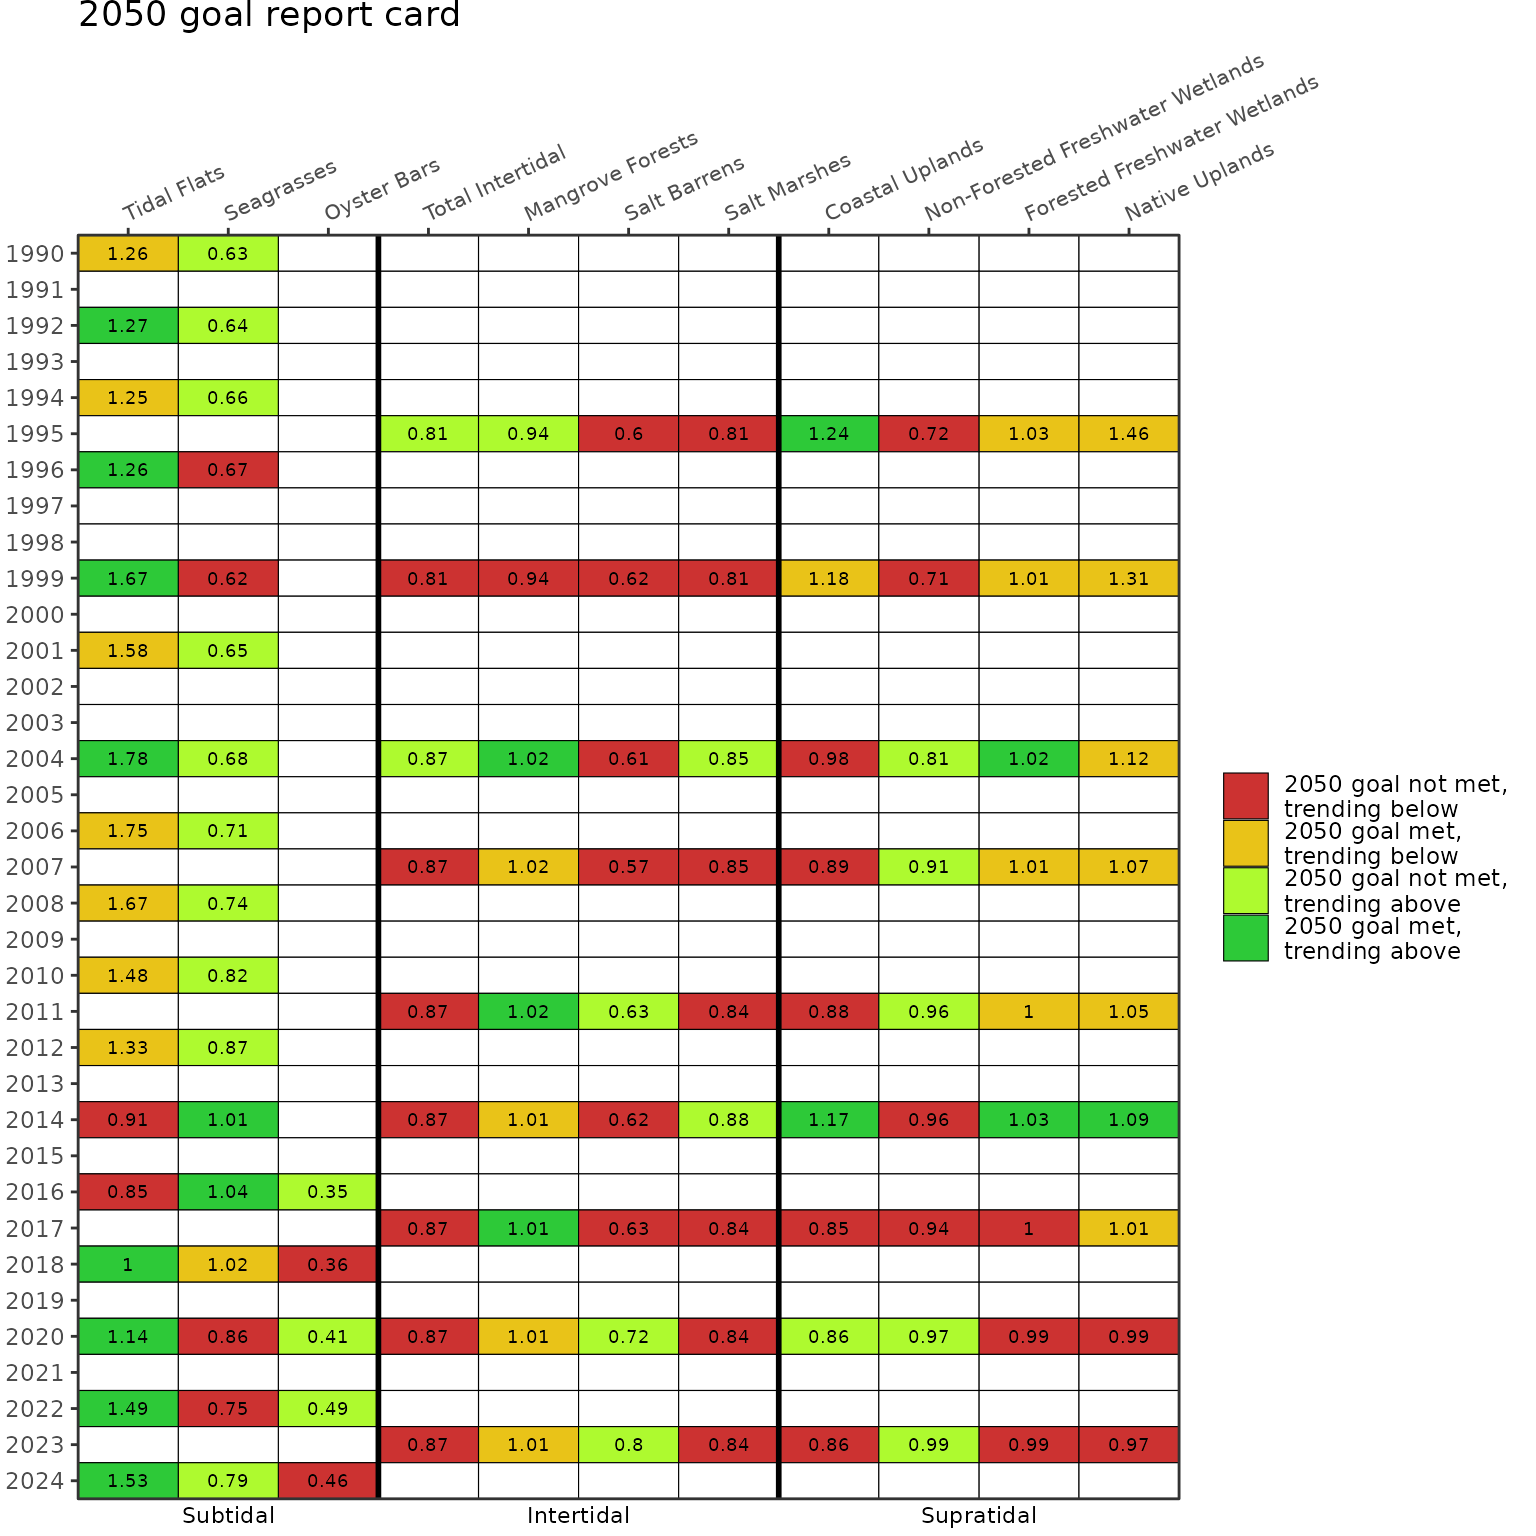 2050 goal report card
Tidal Flats
Seagrasses
Oyster Bars
Total Intertidal
Mangrove Forests
Salt Barrens
Salt Marshes
Coastal Uplands
Non-Forested Freshwater Wetlands
Forested Freshwater Wetlands
Native Uplands
1990 1.26 0.63
1991
1992 1.27 0.64
1993
1994 1.25 0.66
1995 0.81 0.94 0.6 0.81 1.24 0.72 1.03 1.46
1996 1.26 0.67
1997
1998
1999 1.67 0.62 0.81 0.94 0.62 0.81 1.18 0.71 1.01 1.31
2000
2001 1.58 0.65
2002
2003
2004 1.78 0.68 0.87 1.02 0.61 0.85 0.98 0.81 1.02 1.12
2005
2006 1.75 0.71
2007 0.87 1.02 0.57 0.85 0.89 0.91 1.01 1.07
2008 1.67 0.74
2009
2010 1.48 0.82
2011 0.87 1.02 0.63 0.84 0.88 0.96 1 1.05
2012 1.33 0.87
2013
2014 0.91 1.01 0.87 1.01 0.62 0.88 1.17 0.96 1.03 1.09
2015
2016 0.85 1.04 0.35
2017 0.87 1.01 0.63 0.84 0.85 0.94 1 1.01
2018 1 1.02 0.36
2019
2020 1.14 0.86 0.41 0.87 1.01 0.72 0.84 0.86 0.97 0.99 0.99
2021
2022 1.49 0.75 0.49
2023 0.87 1.01 0.8 0.84 0.86 0.99 0.99 0.97
2024 1.53 0.79 0.46
Subtidal Intertidal Supratidal
2050 goal not met,
trending below
2050 goal met,
trending below
2050 goal not met,
trending above
2050 goal met,
trending above